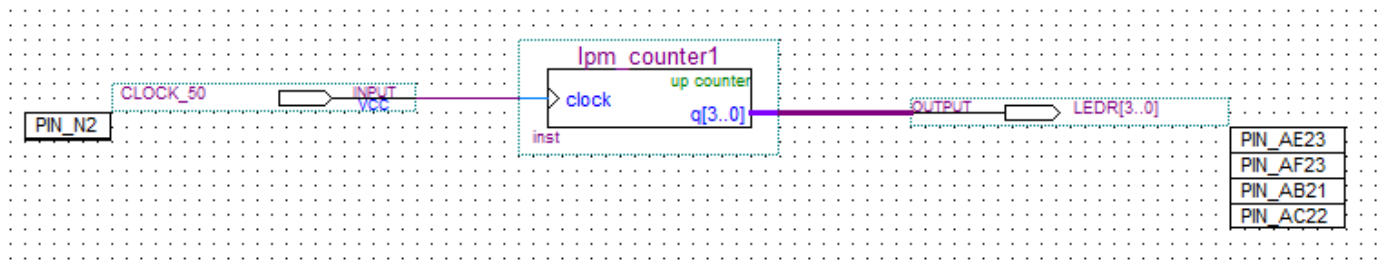 lpm_counter1
up counter
CLOCK_50
INPUT
VCC
clock
q[3..0]
OUTPUT
LEDR[3..0]
PIN_N2
inst
PIN_AE23
PIN_AF23
PIN_AB21
PIN_AC22